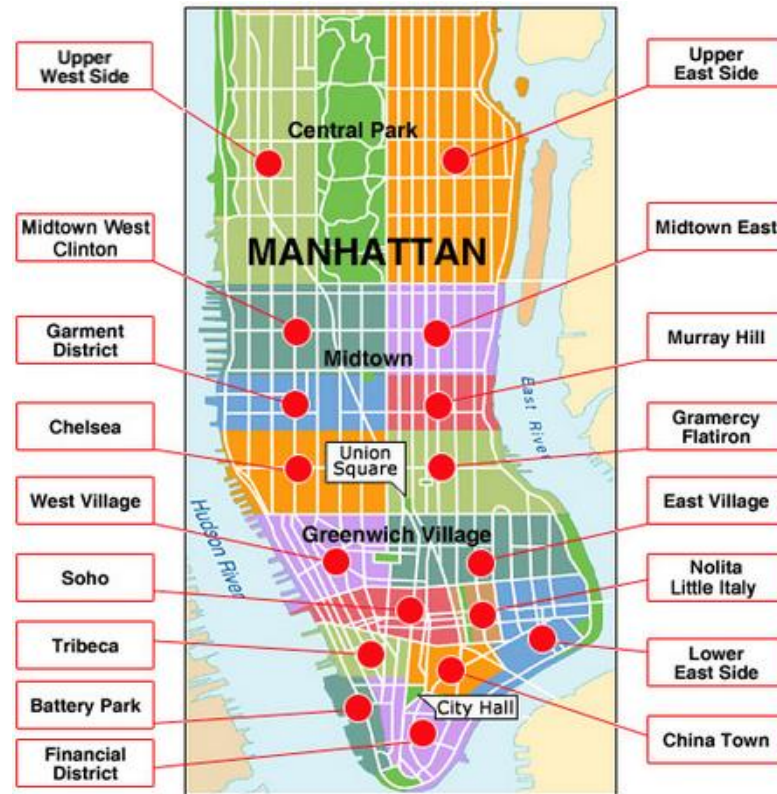 Upper
West Side
Upper
East Side
Central Park
Midtown West
Clinton
MANHATTAN
Midtown East
Garment
District
Midtown
Murray Hill
Chelsea
Union
Square
East River
Gramercy
Flatiron
West Village
Hudson River
Greenwich Village
East Village
Soho
Nolita
Little Italy
Tribeca
Lower
East Side
Battery Park
City Hall
China Town
Financial
District